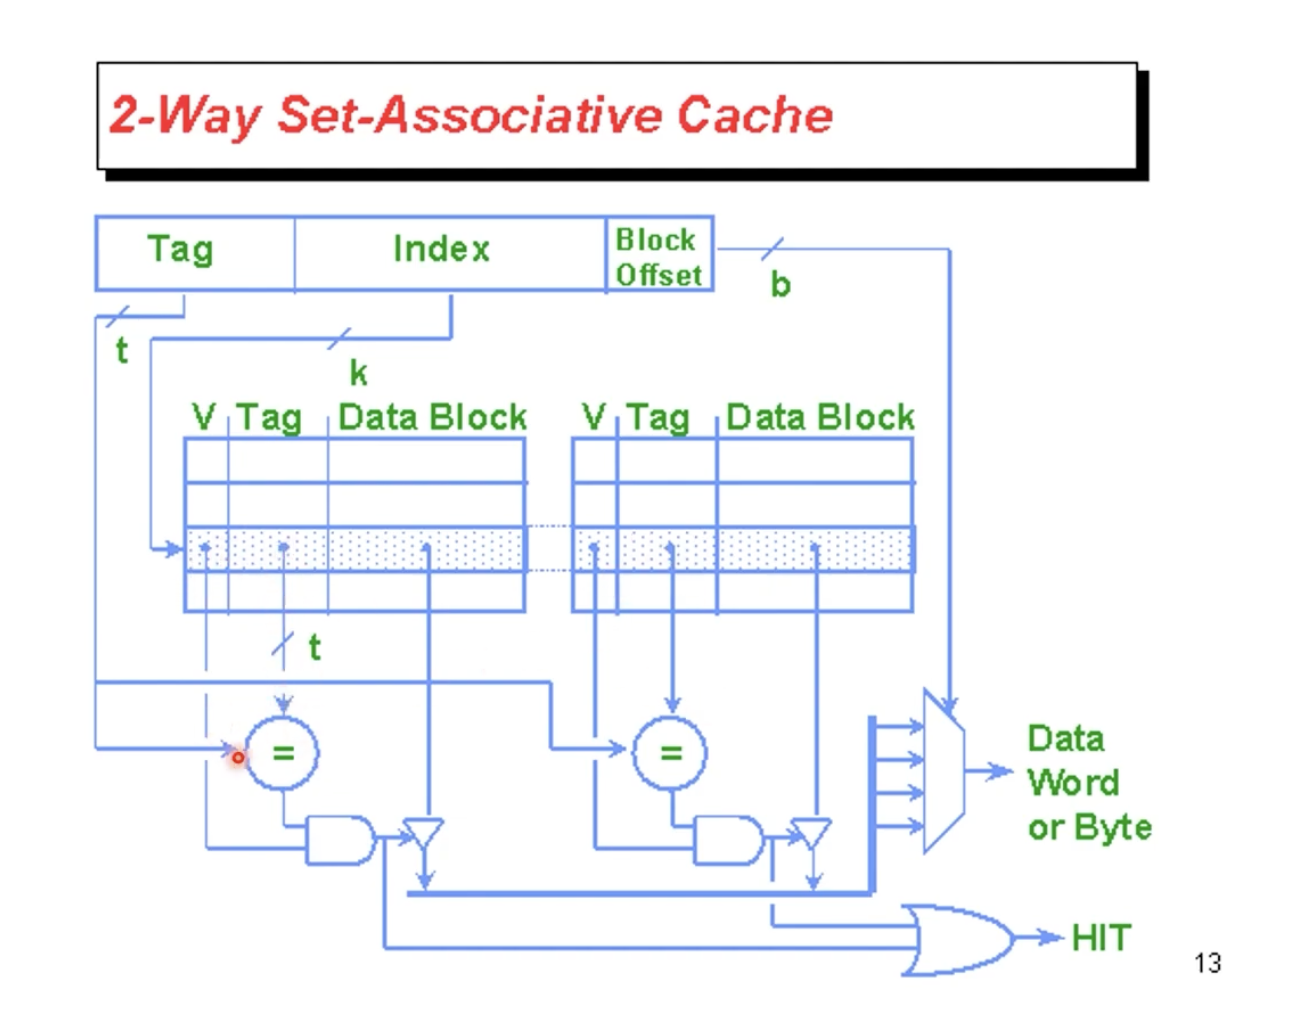 2-Way Set-Associative Cache
Tag Index Block
Offset
b
t
k
V Tag Data Block V Tag Data Block
t
= =
Data
Word
or Byte
HIT
13